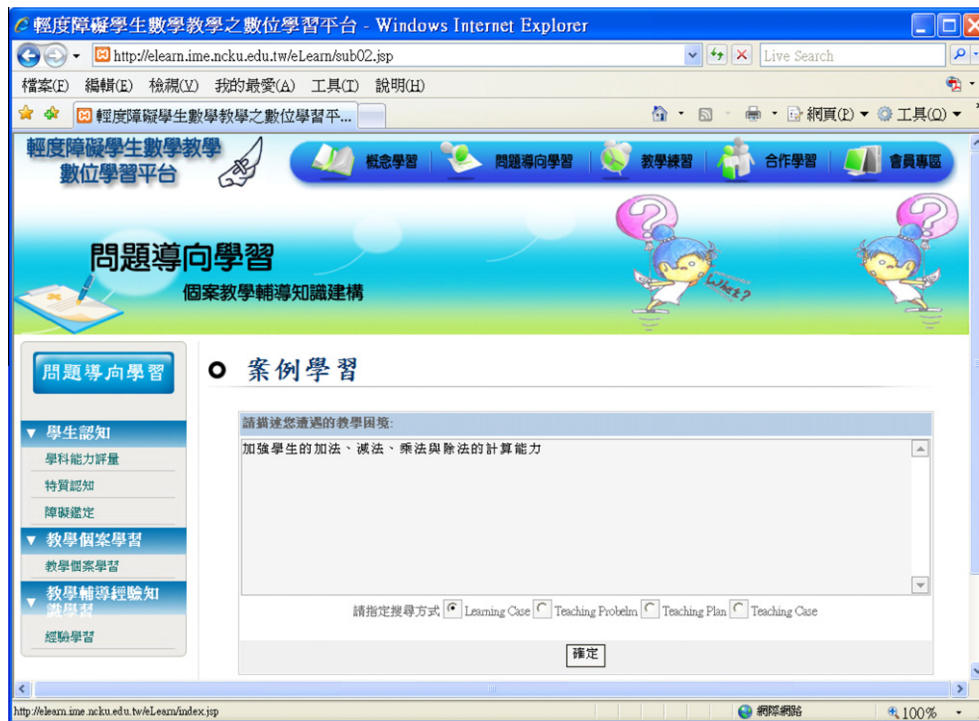 輕度障礙學生數學教學之數位學習平台 - Windows Internet Explorer
http://elearn.ime.ncku.edu.tw/eLearn/sub02.jsp
Live Search
檔案(F) 編輯(E) 檢視(V) 我的最愛(A) 工具(T) 說明(H)
輕度障礙學生數學教學之數位學習平... 網頁(P) 工具(O)
輕度障礙學生數學教學
數位學習平台
概念學習 問題導向學習 教學練習 合作學習 會員專區
問題導向學習
個案教學輔導知識建構
What?
問題導向學習
案例學習
請描述您遭遇的教學困境:
加強學生的加法、減法、乘法與除法的計算能力
學生認知
學科能力評量
特質認知
障礙鑑定
教學個案學習
教學個案學習
教學輔導經驗知
識學習
經驗學習
請指定搜尋方式 Learning Case Teaching Probelm Teaching Plan Teaching Case
確定
http://elearn.ime.ncku.edu.tw/eLearn/index.jsp 網際網路 100%